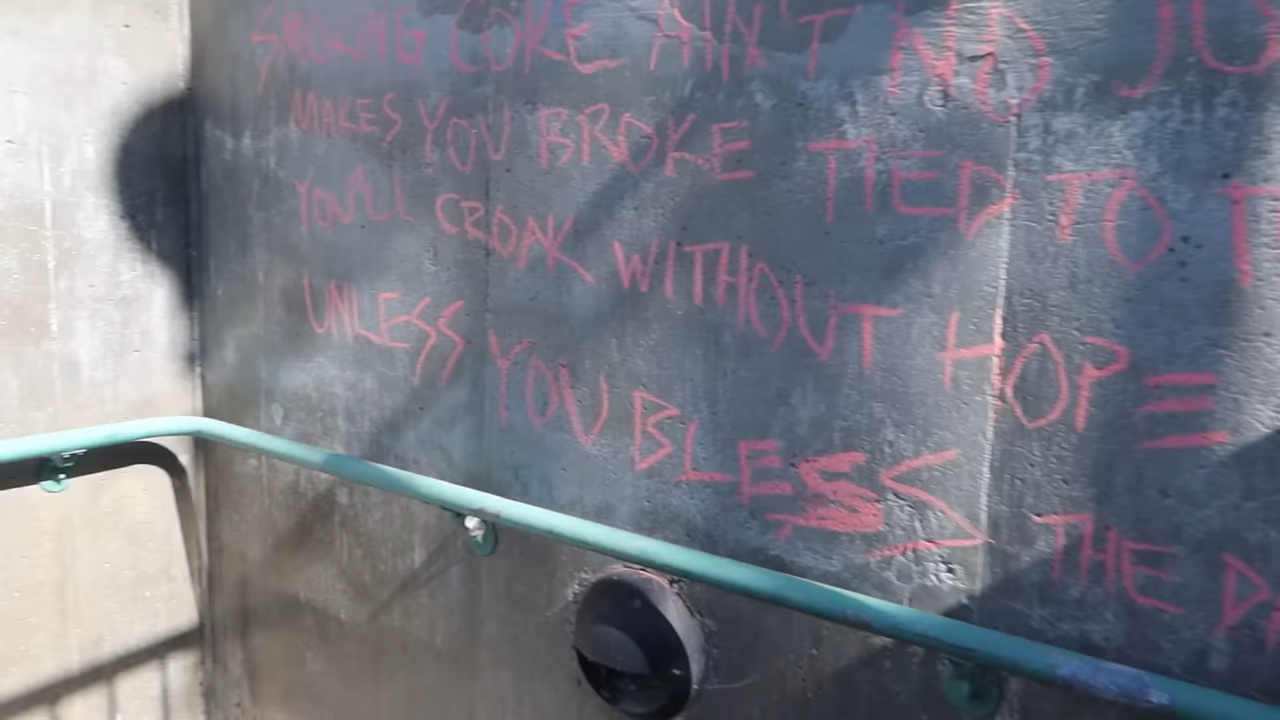 SMOKING COKE AIN'T NO
MAKES YOU BROKE TIED TO
YOU'LL CROAK WITHOUT HOPE
UNLESS YOU BLESS THE